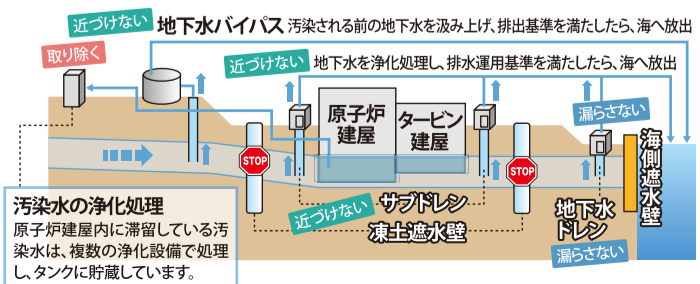 近づけない 地下水バイパス 汚染される前の地下水を汲み上げ、排出基準を満たしたら、海へ放出
取り除く
近づけない 地下水を浄化処理し、排水運用基準を満たしたら、海へ放出
原子炉
建屋
タービン
建屋
漏らさない
海側遮水壁
STOP
STOP
汚染水の浄化処理
原子炉建屋内に滞留している汚
染水は、複数の浄化設備で処理
し、タンクに貯蔵しています。
近づけない
サブドレン
凍土遮水壁
地下水
ドレン
漏らさない